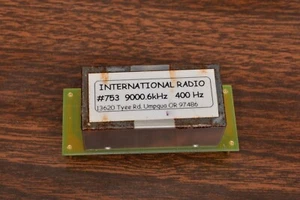 INTERNATIONAL RADIO
#753 9000.6kHz 400 Hz
13620 Tyee Rd. Umpqua OR 97486